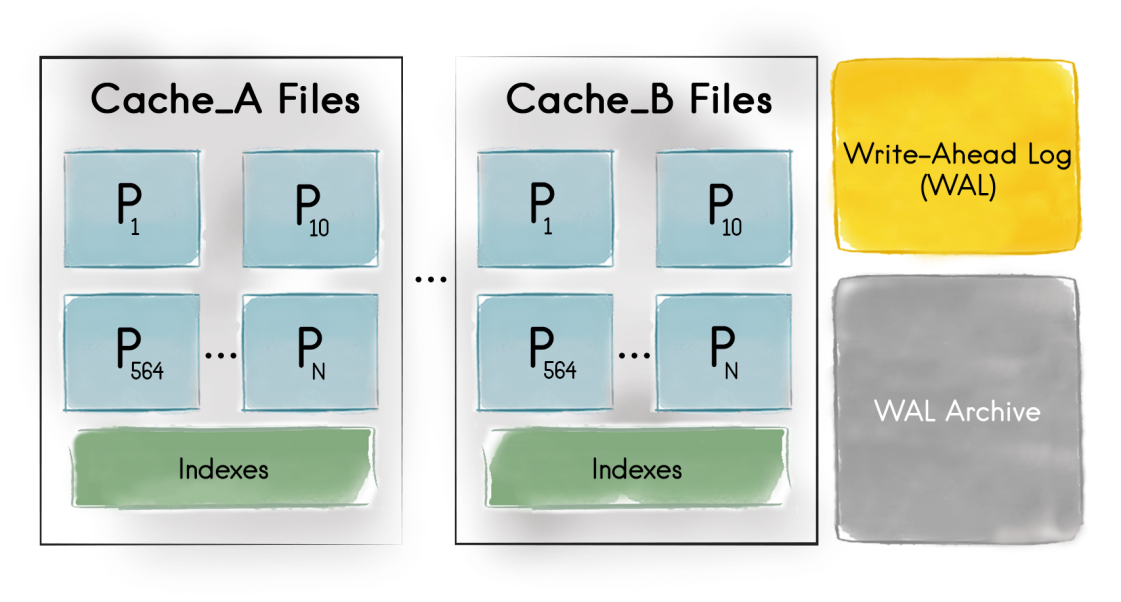 Cache_A Files
P1
P10
P564
...
PN
Indexes
...
Cache_B Files
P1
P10
P564
...
PN
Indexes
Write-Ahead Log
(WAL)
WAL Archive